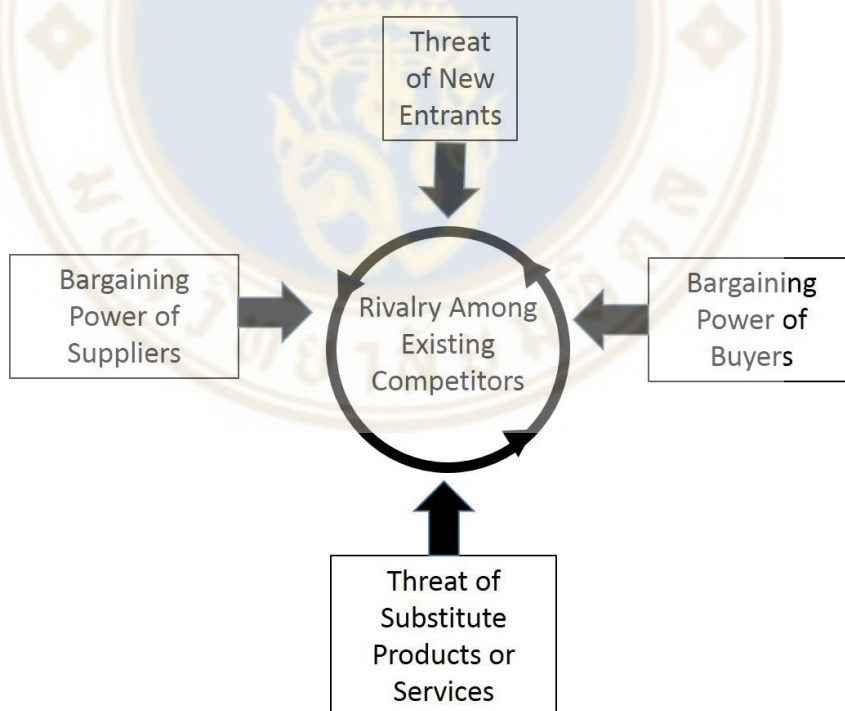 Threat
of New
Entrants
Bargaining
Power of
Suppliers
Rivalry Among
Existing
Competitors
Bargaining
Power of
Buyers
Threat of
Substitute
Products or
Services